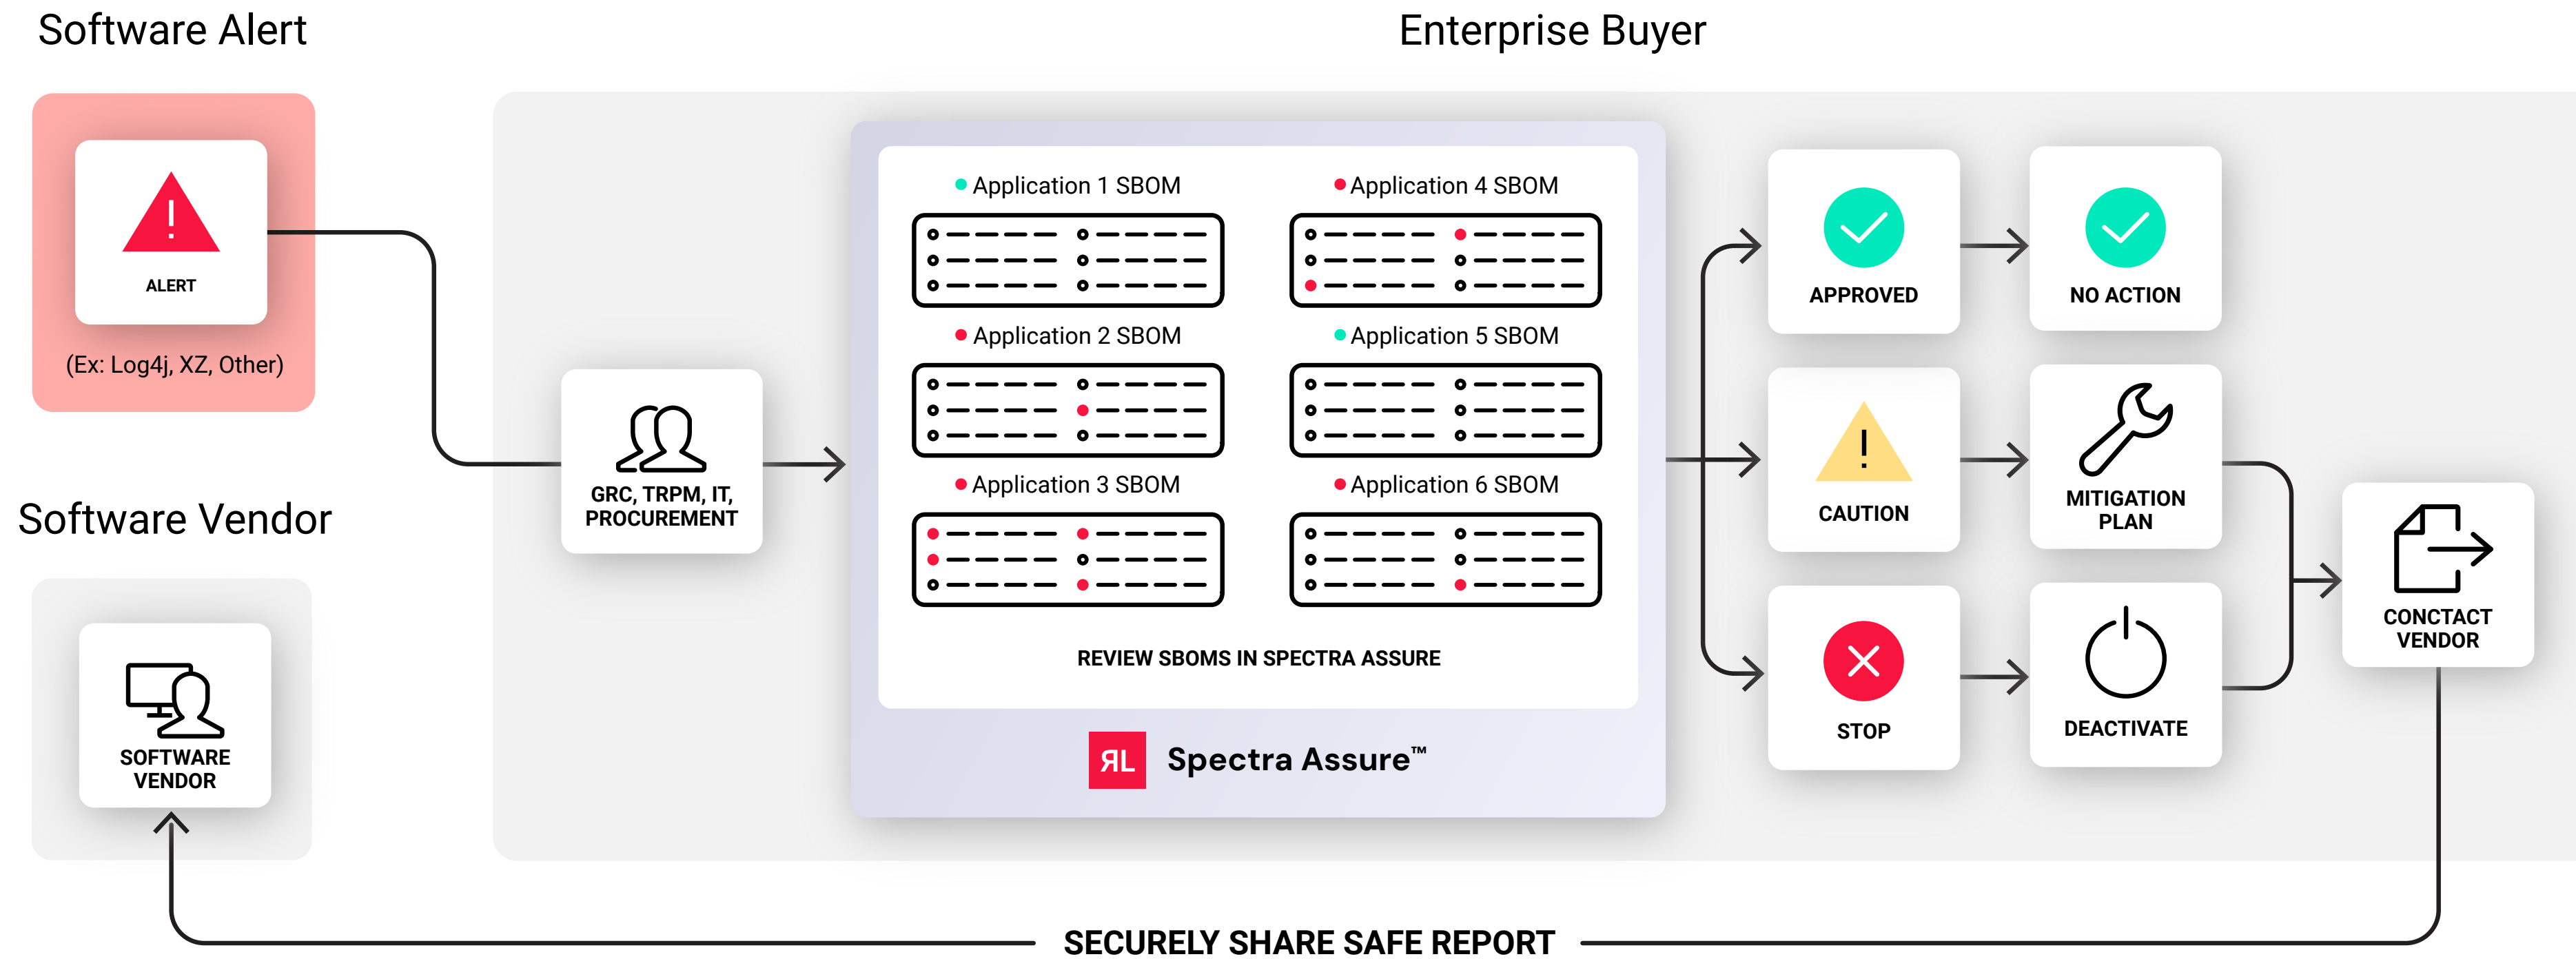 Software Alert
Enterprise Buyer
!
ALERT
(Ex: Log4j, XZ, Other)
Software Vendor
SOFTWARE
VENDOR
GRC, TRPM, IT,
PROCUREMENT
Application 1 SBOM
Application 4 SBOM
Application 2 SBOM
Application 5 SBOM
Application 3 SBOM
Application 6 SBOM
REVIEW SBOMS IN SPECTRA ASSURE
ЯL Spectra Assure™
APPROVED
NO ACTION
!
CAUTION
MITIGATION
PLAN
STOP
DEACTIVATE
CONCTACT
VENDOR
SECURELY SHARE SAFE REPORT